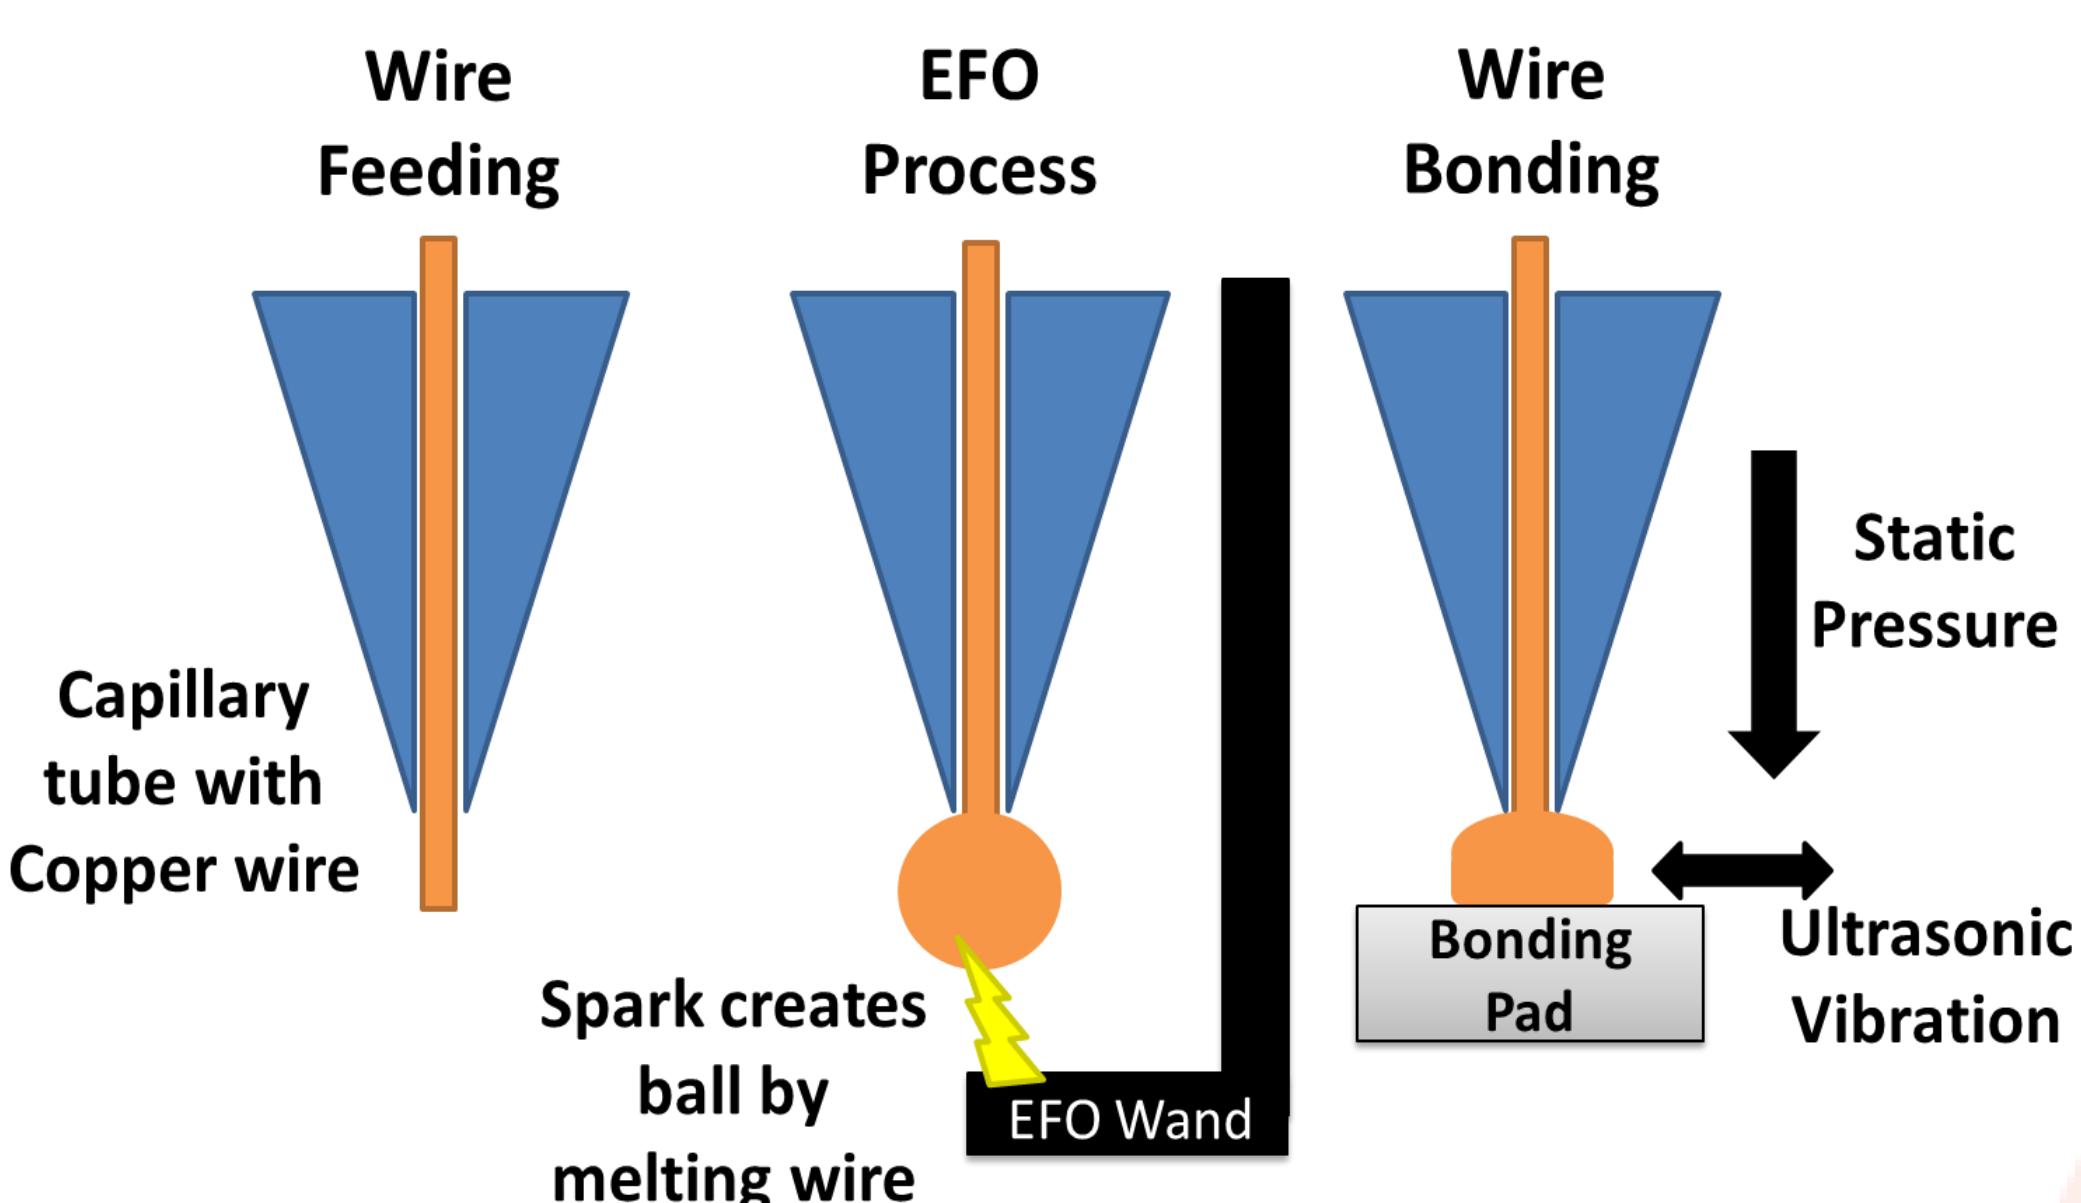 Wire
Feeding
EFO
Process
Wire
Bonding
Capillary
tube with
Copper wire
Spark creates
ball by
melting wire
EFO Wand
Static
Pressure
Bonding
Pad
Ultrasonic
Vibration